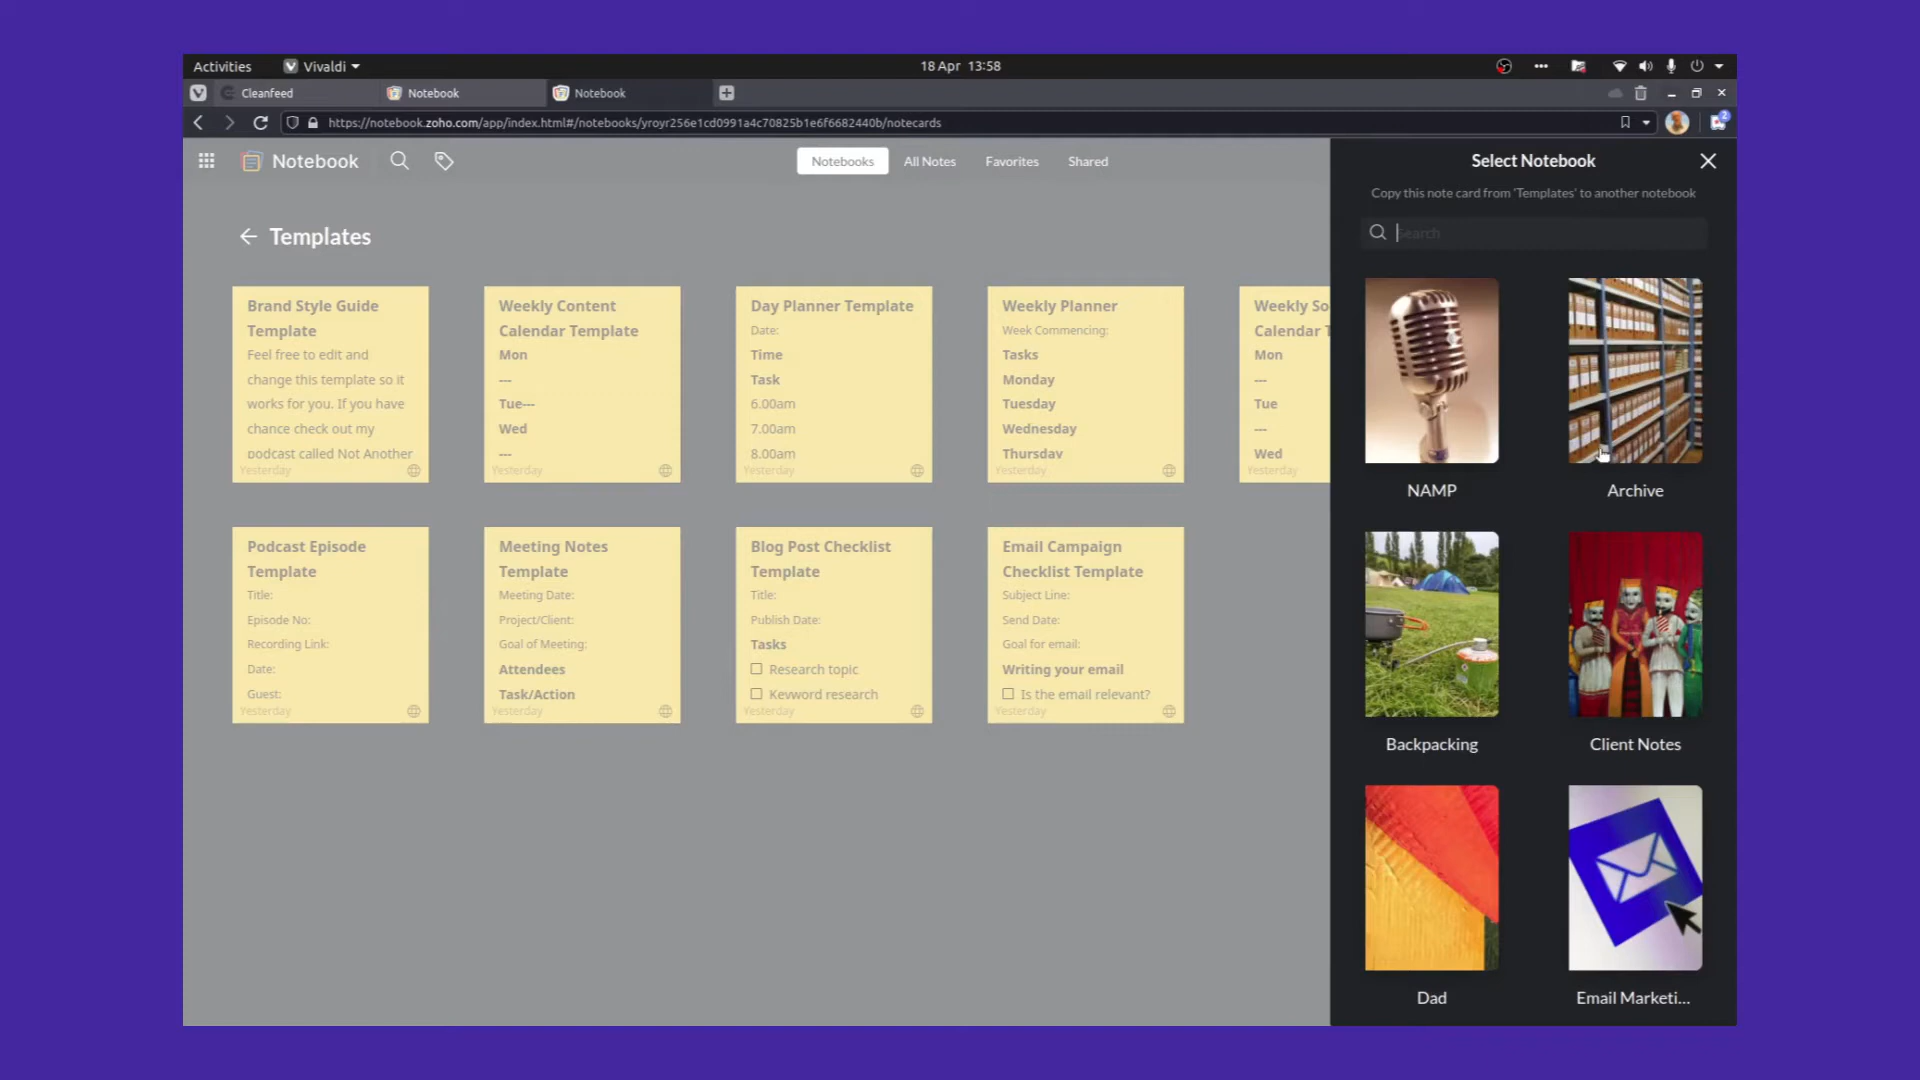 Activities
Vivaldi
18 Apr 13:58
Cleanfeed
Notebook
Notebook
https://notebook.zoho.com/app/index.html#/notebooks/yroyr256e1cd0991a4c70825b1e6f6682440b/notecards
2
Notebook
Notebooks
All Notes
Favorites
Shared
Templates
Brand Style Guide
Template
Feel free to edit and
change this template so it
works for you. If you have
chance check out my
podcast called Not Another
Yesterday
Weekly Content
Calendar Template
Mon
---
Tue---
Wed
---
Yesterday
Day Planner Template
Date:
Time
Task
6.00am
7.00am
8.00am
Yesterday
Weekly Planner
Week Commencing:
Tasks
Monday
Tuesday
Wednesday
Thursday
Yesterday
Weekly So
Calendar T
Mon
---
Tue
---
Wed
Yesterday
Podcast Episode
Template
Title:
Episode No:
Recording Link:
Date:
Guest:
Yesterday
Meeting Notes
Template
Meeting Date:
Project/Client:
Goal of Meeting:
Attendees
Task/Action
Yesterday
Blog Post Checklist
Template
Title:
Publish Date:
Tasks
Research topic
Keyword research
Yesterday
Email Campaign
Checklist Template
Subject Line:
Send Date:
Goal for email:
Writing your email
Is the email relevant?
Yesterday
Select Notebook
Copy this note card from 'Templates' to another notebook
Search
NAMP
Archive
Backpacking
Client Notes
Dad
Email Marketi...